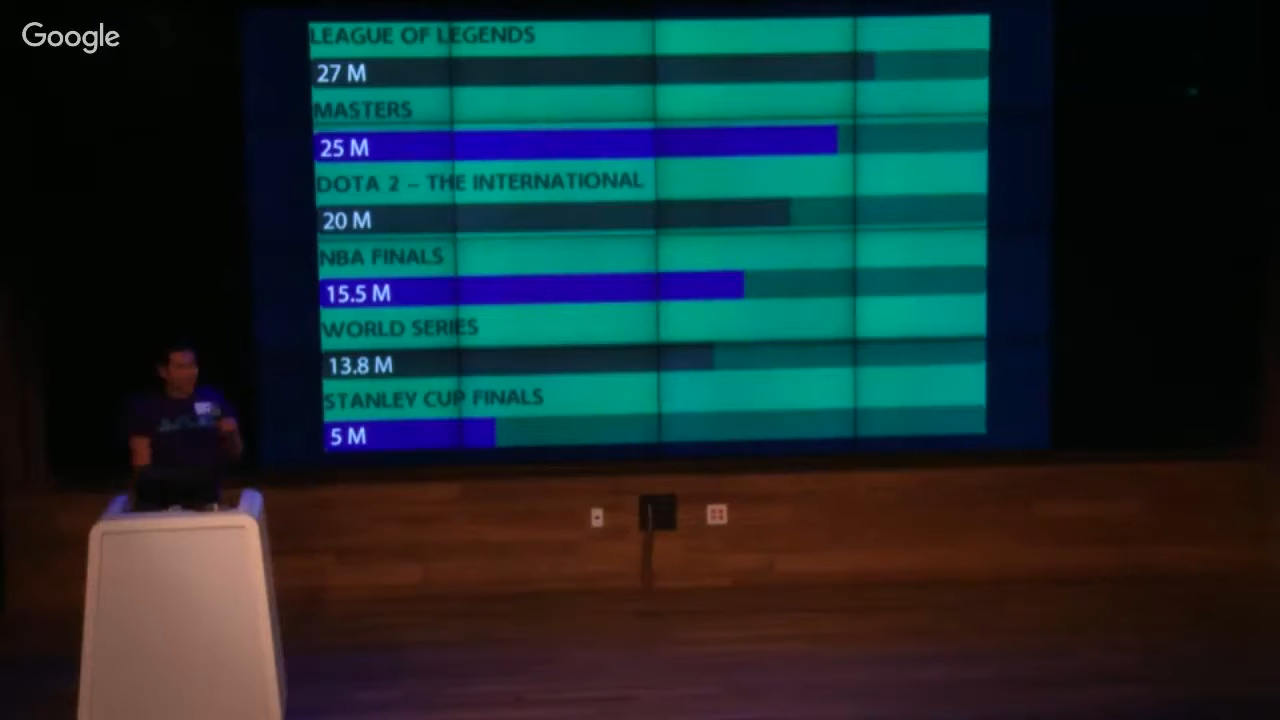 Google
LEAGUE OF LEGENDS
27 M
MASTERS
25 M
DOTA 2 – THE INTERNATIONAL
20 M
NBA FINALS
15.5 M
WORLD SERIES
13.8 M
STANLEY CUP FINALS
5 M